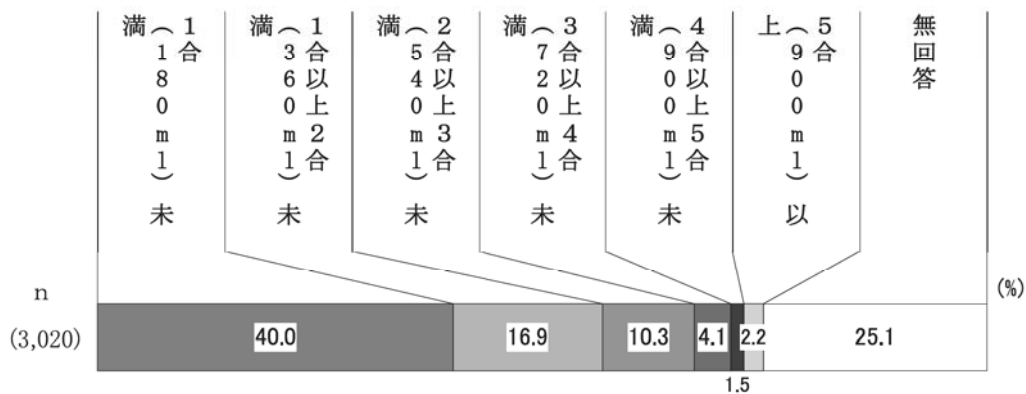 1合(180ml)未満
1合以上2合(360ml)未満
2合以上3合(540ml)未満
3合以上4合(720ml)未満
4合以上5合(900ml)未満
5合(900ml)以上
無回答
n
(%)
(3,020)
40.0
16.9
10.3
4.1
1.5
2.2
25.1